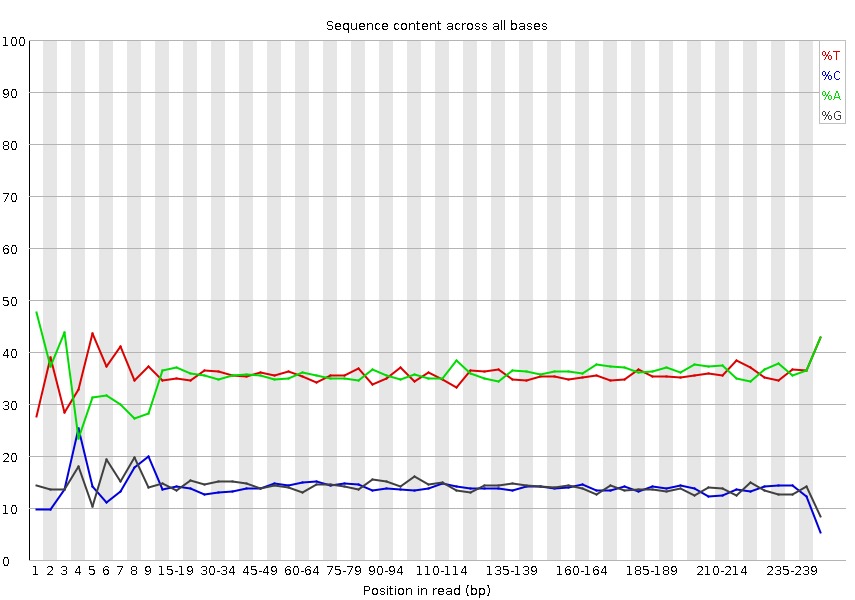 Sequence content across all bases
100
90
80
70
60
50
40
30
20
10
0
%T
%C
%A
%G
1 2 3 4 5 6 7 8 9 15-19 30-34 45-49 60-64 75-79 90-94 110-114 135-139 160-164 185-189 210-214 235-239
Position in read (bp)